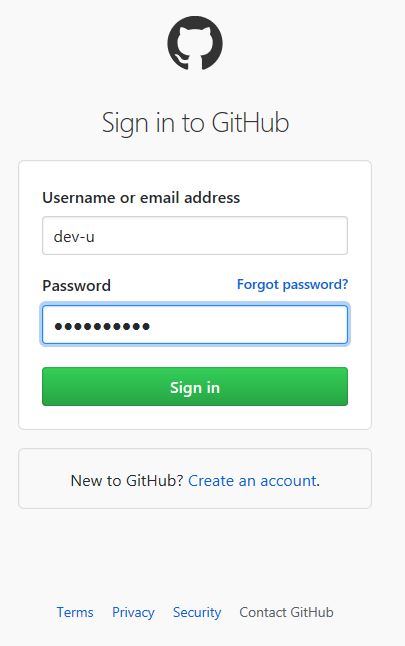 Sign in to GitHub
Username or email address
dev-u
Password Forgot password?
••••••••••
Sign in
New to GitHub? Create an account.
Terms Privacy Security Contact GitHub